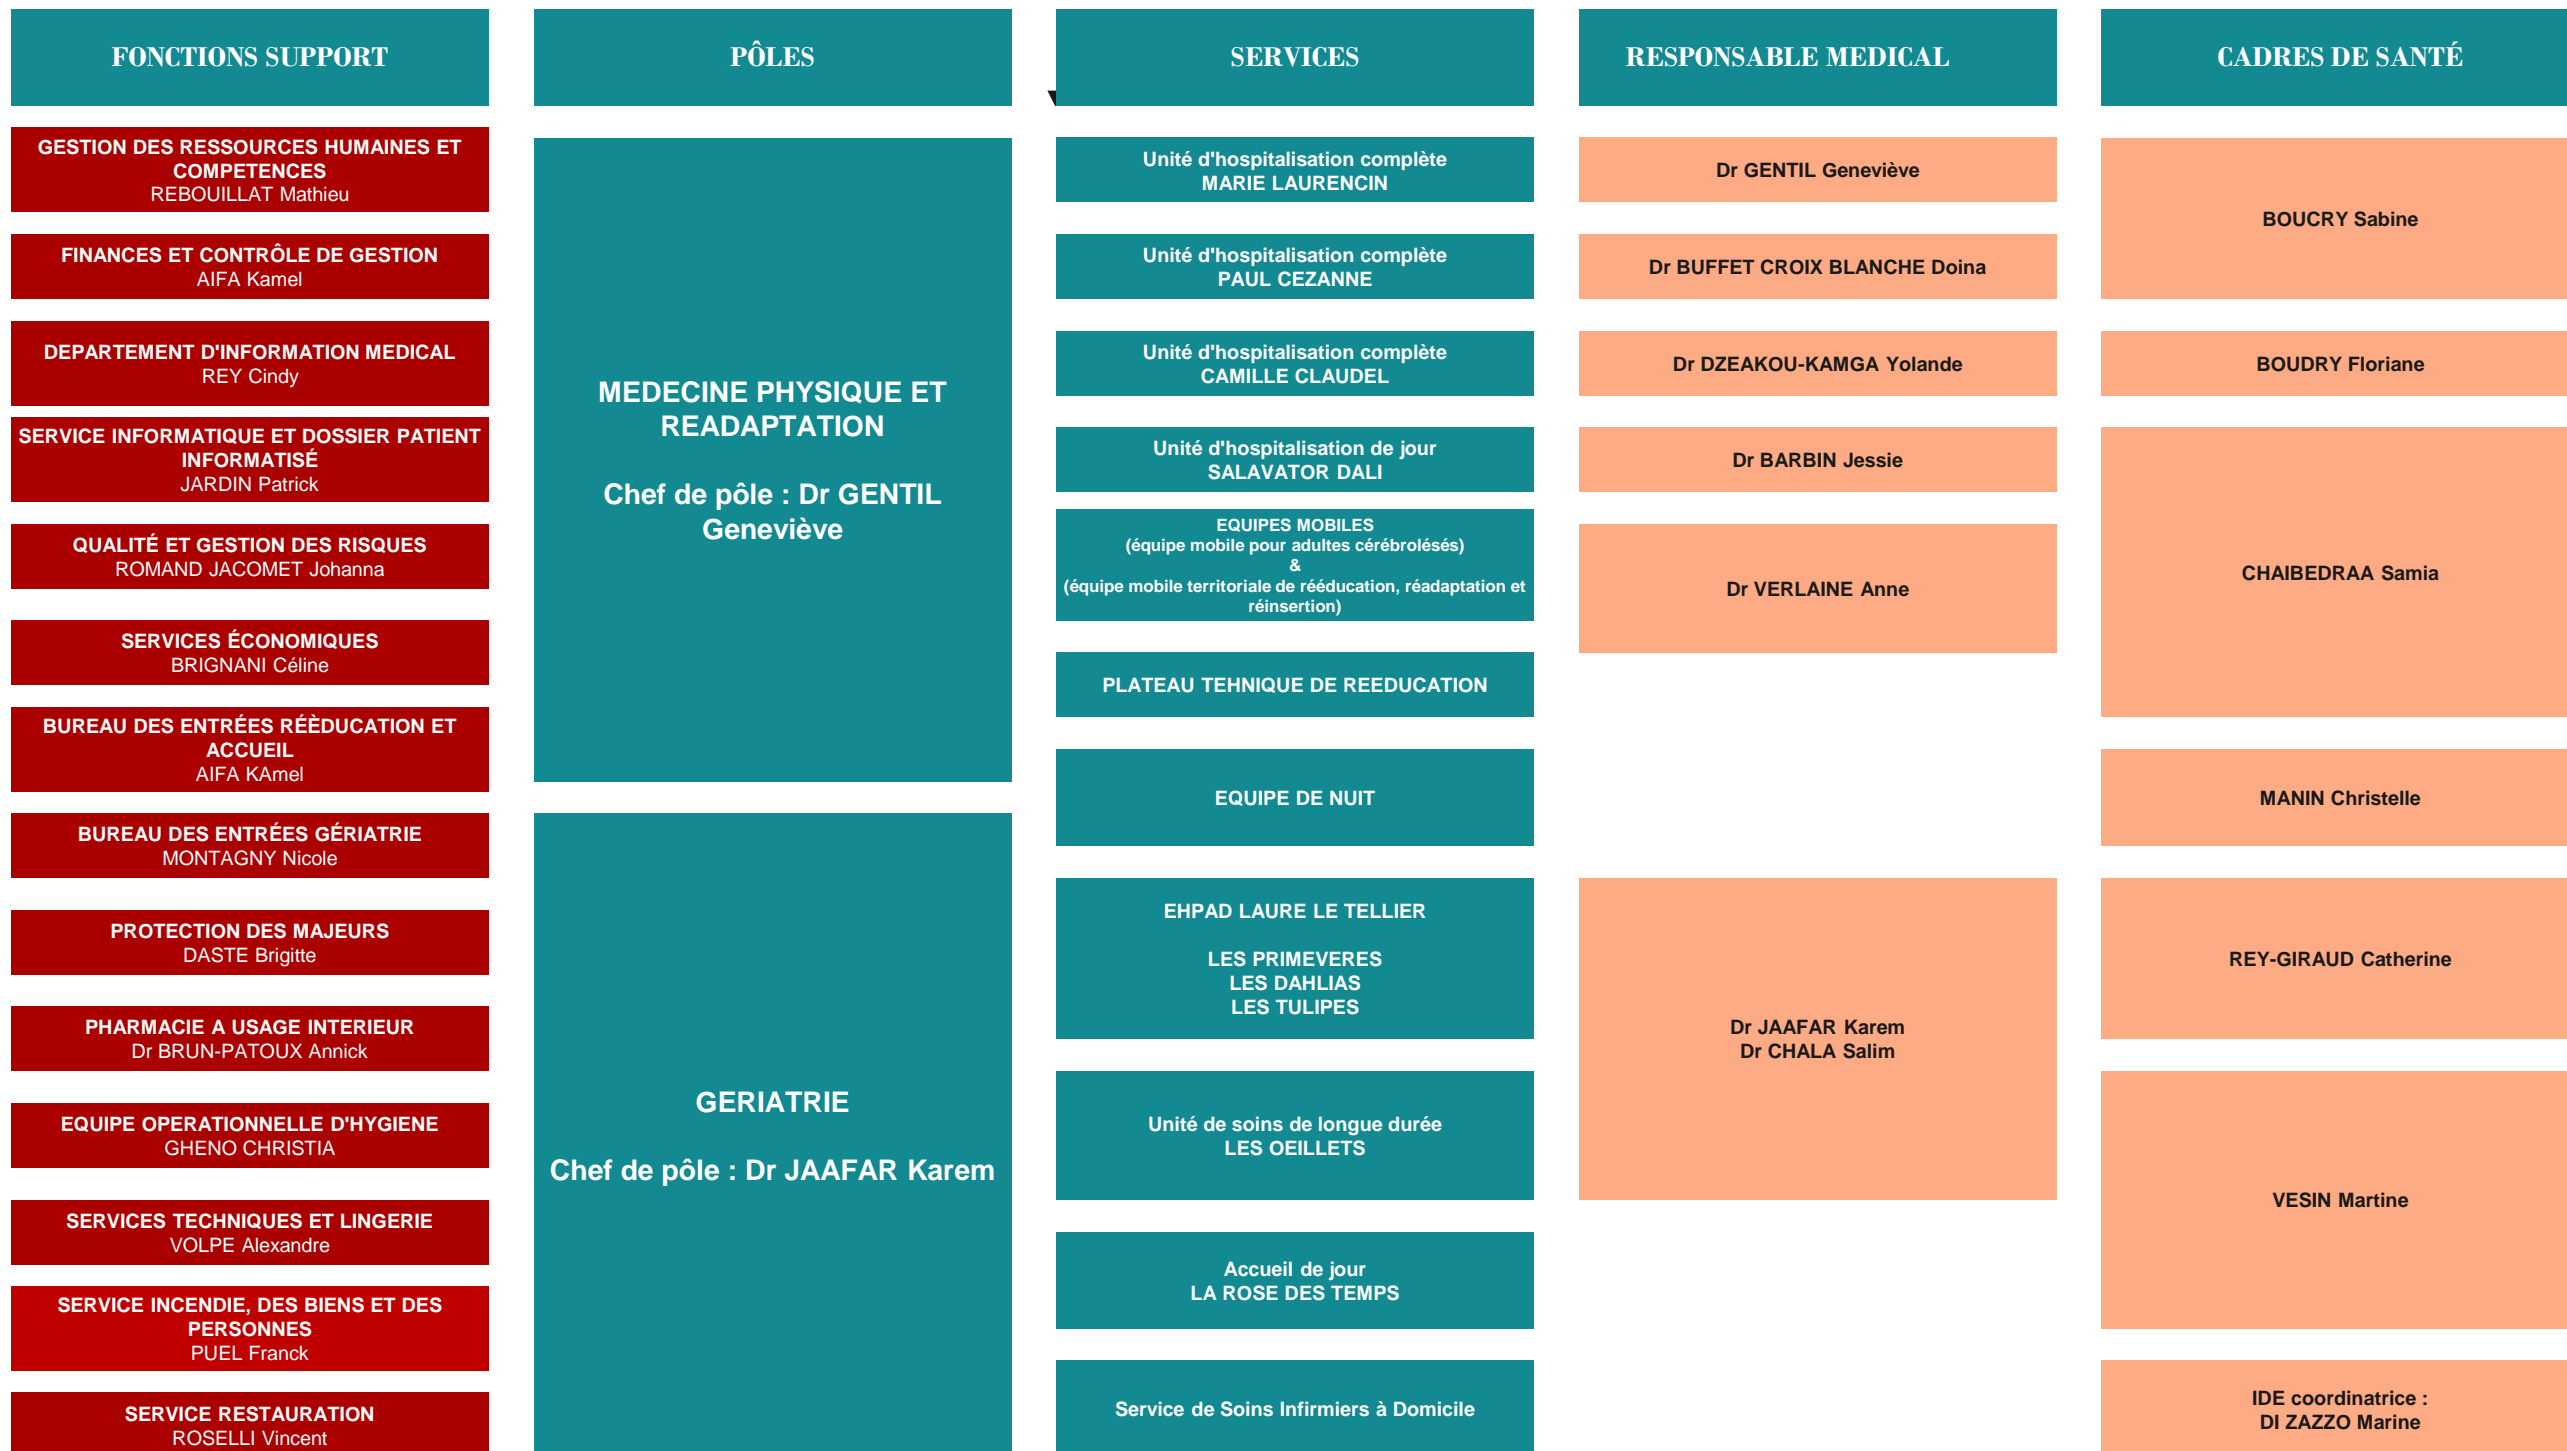 FONCTIONS SUPPORT
GESTION DES RESSOURCES HUMAINES ET
COMPETENCES
REBOUILLAT Mathieu
FINANCES ET CONTRÔLE DE GESTION
AIFA Kamel
DEPARTEMENT D'INFORMATION MEDICAL
REY Cindy
SERVICE INFORMATIQUE ET DOSSIER PATIENT
INFORMATISÉ
JARDIN Patrick
QUALITÉ ET GESTION DES RISQUES
ROMAND JACOMET Johanna
SERVICES ÉCONOMIQUES
BRIGNANI Céline
BUREAU DES ENTRÉES RÉÈDUCATION ET
ACCUEIL
AIFA KAmel
BUREAU DES ENTRÉES GÉRIATRIE
MONTAGNY Nicole
PROTECTION DES MAJEURS
DASTE Brigitte
PHARMACIE A USAGE INTERIEUR
Dr BRUN-PATOUX Annick
EQUIPE OPERATIONNELLE D'HYGIENE
GHENO CHRISTIA
SERVICES TECHNIQUES ET LINGERIE
VOLPE Alexandre
SERVICE INCENDIE, DES BIENS ET DES
PERSONNES
PUEL Franck
SERVICE RESTAURATION
ROSELLI Vincent
PÔLES
MEDECINE PHYSIQUE ET
READAPTATION
Chef de pôle : Dr GENTIL
Geneviève
GERIATRIE
Chef de pôle : Dr JAAFAR Karem
SERVICES
Unité d'hospitalisation complète
MARIE LAURENCIN
Unité d'hospitalisation complète
PAUL CEZANNE
Unité d'hospitalisation complète
CAMILLE CLAUDEL
Unité d'hospitalisation de jour
SALAVATOR DALI
EQUIPES MOBILES
(équipe mobile pour adultes cérébrolésés)
&
(équipe mobile territoriale de rééducation, réadaptation et
réinsertion)
PLATEAU TEHNIQUE DE REEDUCATION
EQUIPE DE NUIT
EHPAD LAURE LE TELLIER
LES PRIMEVERES
LES DAHLIAS
LES TULIPES
Unité de soins de longue durée
LES OEILLETS
Accueil de jour
LA ROSE DES TEMPS
Service de Soins Infirmiers à Domicile
RESPONSABLE MEDICAL
Dr GENTIL Geneviève
Dr BUFFET CROIX BLANCHE Doina
Dr DZEAKOU-KAMGA Yolande
Dr BARBIN Jessie
Dr VERLAINE Anne
Dr JAAFAR Karem
Dr CHALA Salim
CADRES DE SANTÉ
BOUCRY Sabine
BOUDRY Floriane
CHAIBEDRAA Samia
MANIN Christelle
REY-GIRAUD Catherine
VESIN Martine
IDE coordinatrice :
DI ZAZZO Marine